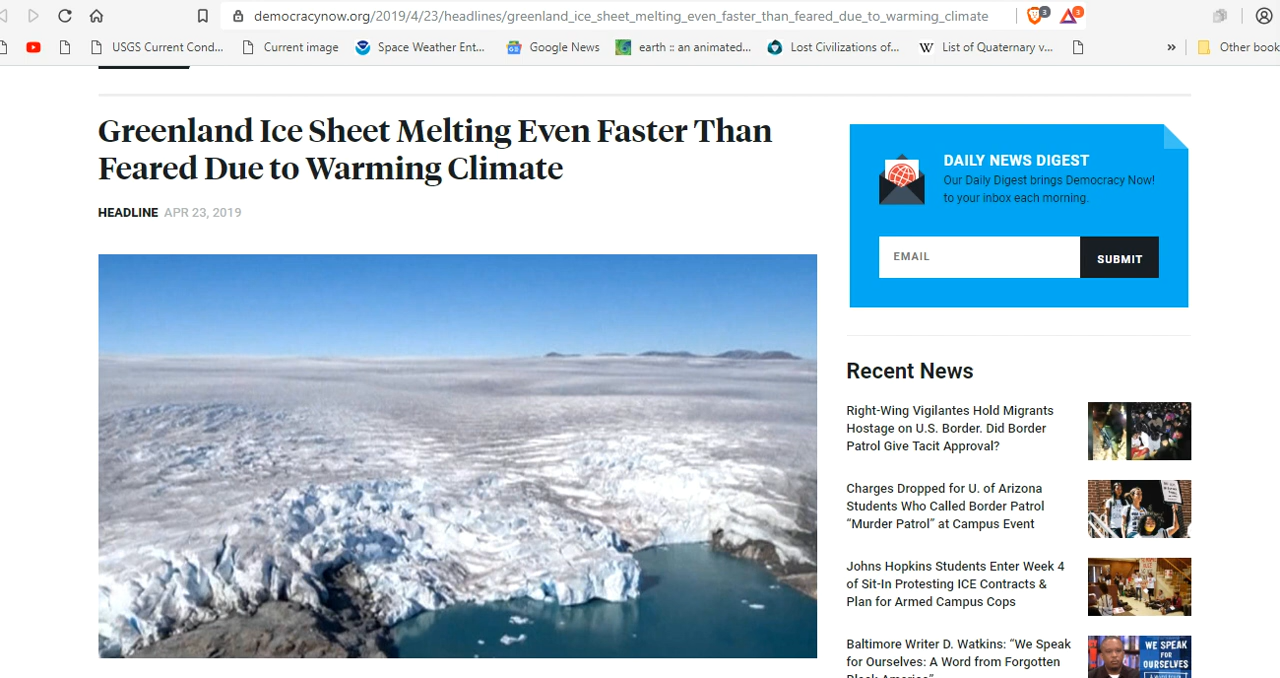 democracynow.org/2019/4/23/headlines/greenland_ice_sheet_melting_even_faster_than_feared_due_to_warming_climate
3
3
USGS Current Cond...
Current image
Space Weather Ent...
Google News
earth :: an animated...
Lost Civilizations of...
W List of Quaternary v...
»
Other book
Greenland Ice Sheet Melting Even Faster Than
Feared Due to Warming Climate
HEADLINE APR 23, 2019
DAILY NEWS DIGEST
Our Daily Digest brings Democracy Now!
to your inbox each morning.
EMAIL
SUBMIT
Recent News
Right-Wing Vigilantes Hold Migrants
Hostage on U.S. Border. Did Border
Patrol Give Tacit Approval?
Charges Dropped for U. of Arizona
Students Who Called Border Patrol
“Murder Patrol” at Campus Event
Johns Hopkins Students Enter Week 4
of Sit-In Protesting ICE Contracts &
Plan for Armed Campus Cops
Baltimore Writer D. Watkins: “We Speak
for Ourselves: A Word from Forgotten
Black America”
WE SPEAK
FOR
OURSELVES